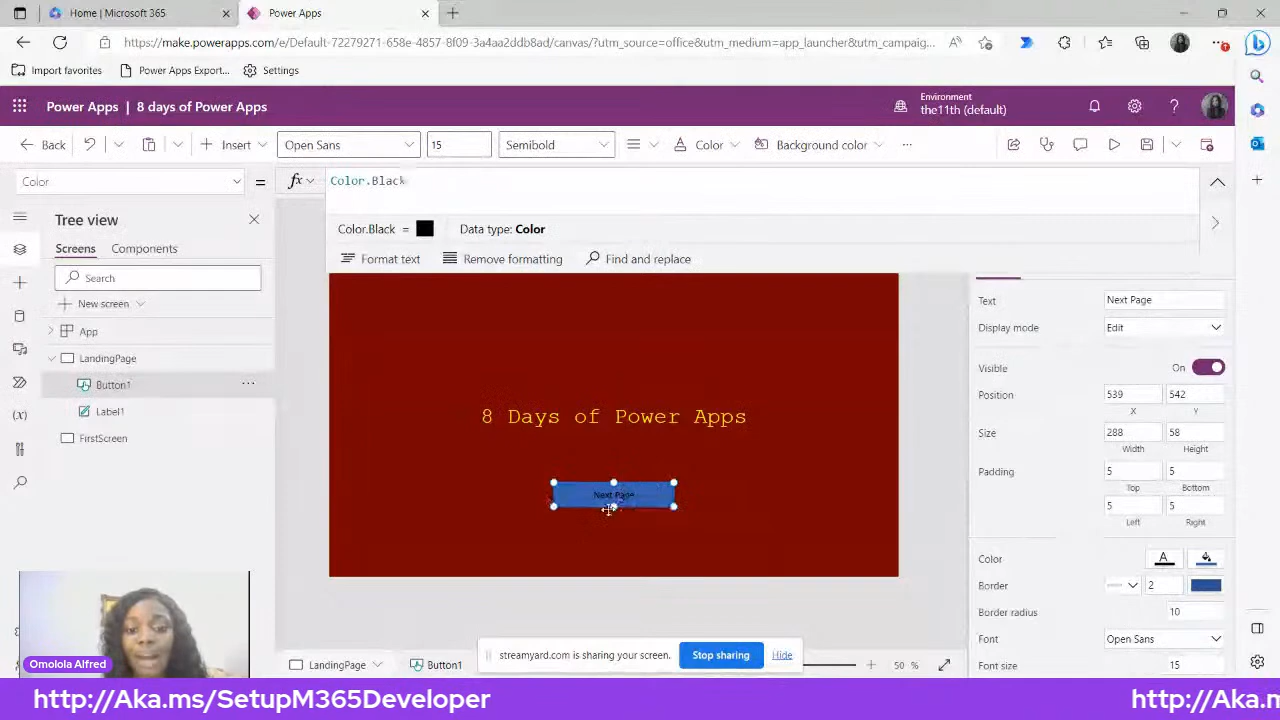 Home | Microsoft 365
Power Apps
https://make.powerapps.com/e/Default-72279271-658e-4857-8f09-3a4aa2ddb8ad/canvas/?utm_source=office&utm_medium=app_launcher&utm_campaig...
Import favorites
Power Apps Export...
Settings
Power Apps | 8 days of Power Apps
Environment
the11th (default)
Back
Insert
Open Sans
15
Semibold
Color
Background color
Color
=
fx
Color.Black
Color.Black =
Data type: Color
Format text
Remove formatting
Find and replace
Tree view
Screens
Components
Search
New screen
App
LandingPage
Button1
Label1
FirstScreen
8 Days of Power Apps
Next Page
Text
Next Page
Display mode
Edit
Visible
On
Position
539
542
X
Y
Size
288
58
Width
Height
Padding
5
5
Top
Bottom
5
5
Left
Right
Color
Border
2
Border radius
10
Font
Open Sans
Font size
15
LandingPage
Button1
streamyard.com is sharing your screen.
Stop sharing
Hide
50 %
Omolola Alfred
http://Aka.ms/SetupM365Developer
http://Aka.m